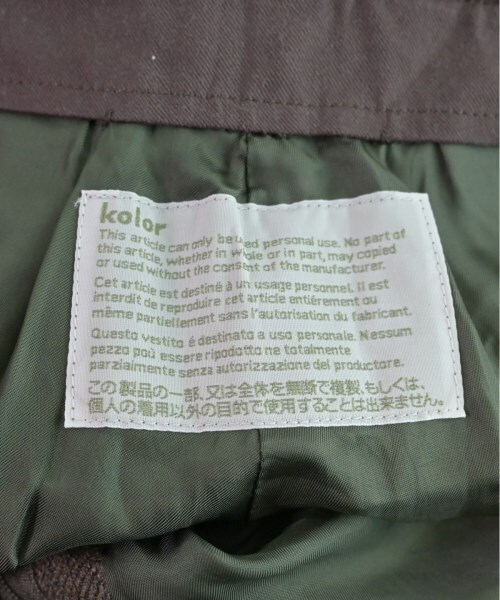 kolor
This article can only be used personal use. No part of
this article, whether in whole or in part, may copied
or used without the consent of the manufacturer.
Cet article est destiné à un usage personnel. Il est
interdit de reproduire cet article entiérement ou
même partiellement sans l'autorisation du fabricant.
Questo vestito é destinato a uso personale. Nessum
pezzo può essere ripodotto ne totalmente
parzialmente senza autorizzazione del productore.
この製品の一部、又は全体を無断で複製、もしくは、
個人の着用以外の目的で使用することは出来ません。